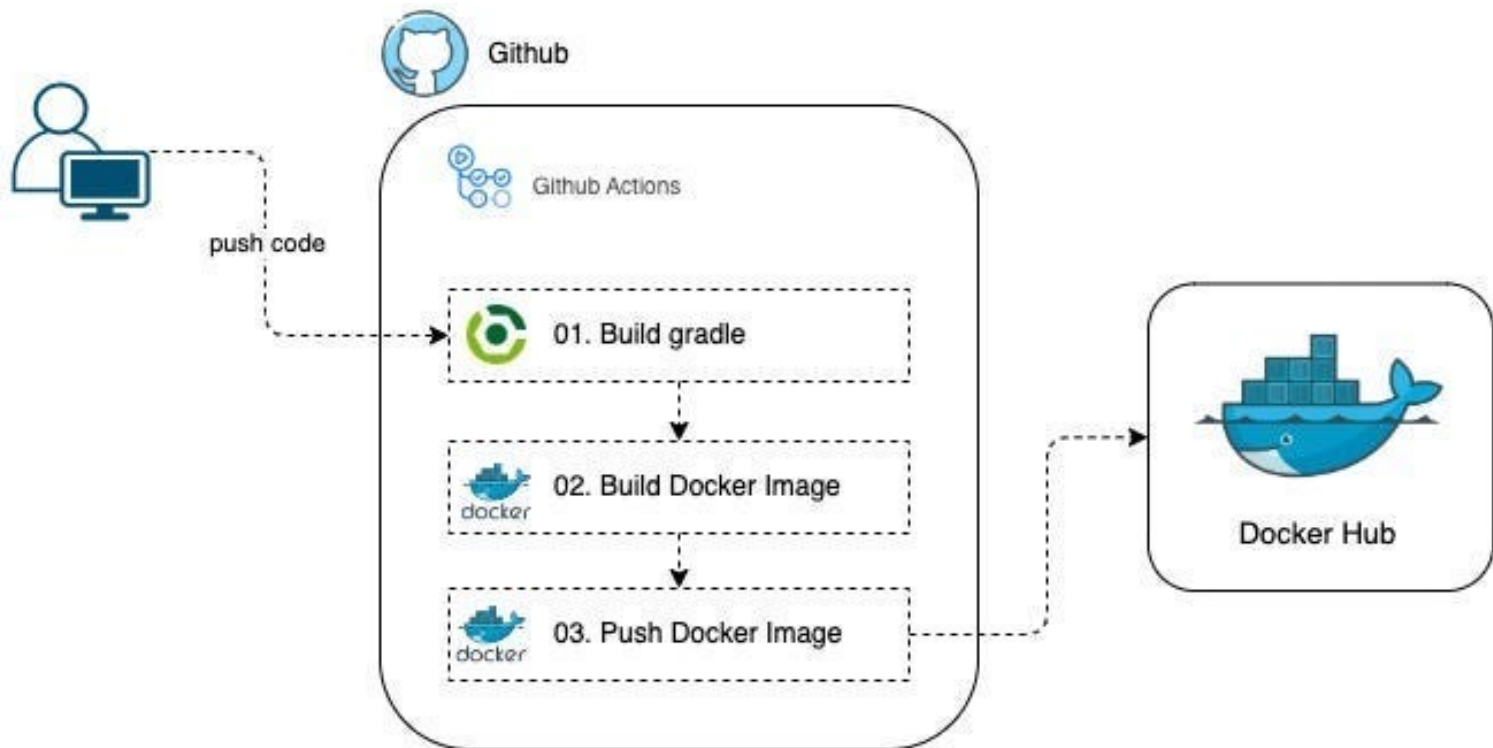 Github
Github Actions
push code
01. Build gradle
docker
02. Build Docker Image
docker
03. Push Docker Image
Docker Hub